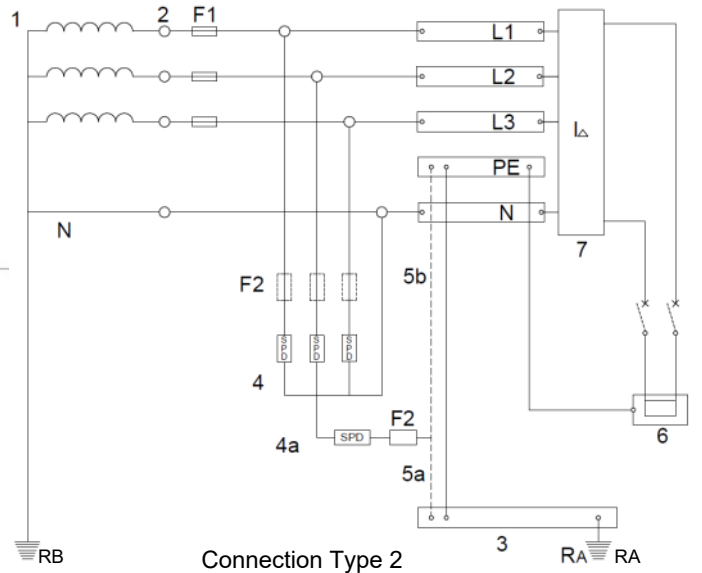 1
2
F1
L1
L2
L3
I△
PE
N
N
7
F2
5b
SPD
SPD
SPD
4
6
F2
4a
SPD
5a
3
RB
Connection Type 2
RA
RA